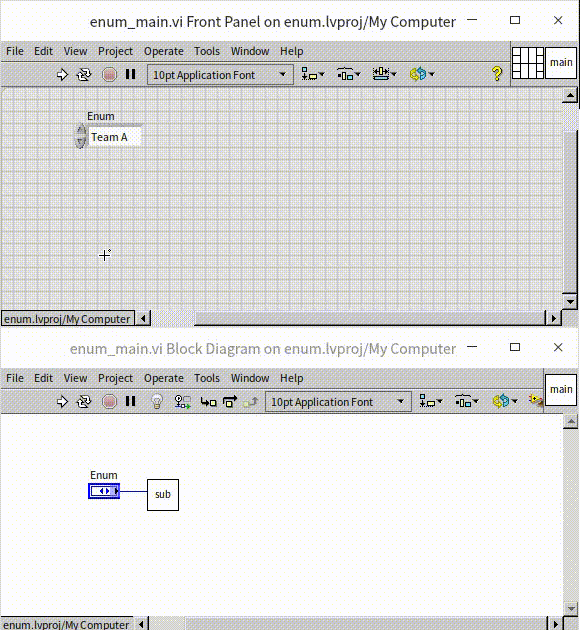 enum_main.vi Front Panel on enum.lvproj/My Computer
File Edit View Project Operate Tools Window Help
main
10pt Application Font
?
Enum
Team A
enum.lvproj/My Computer
enum_main.vi Block Diagram on enum.lvproj/My Computer
File Edit View Project Operate Tools Window Help
main
10pt Application Font
Enum
sub
enum.lvproj/My Computer